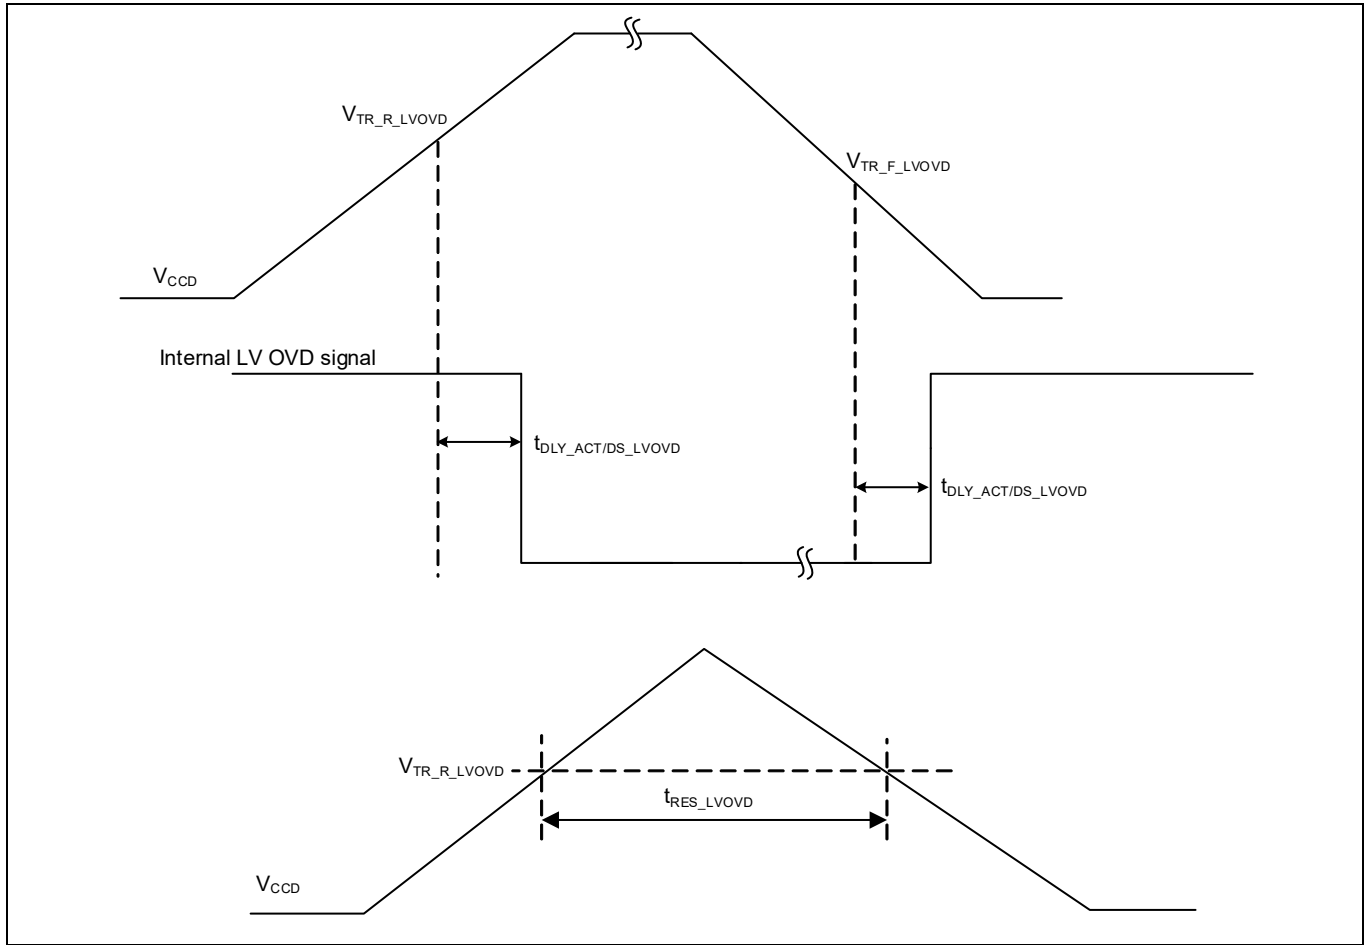 V_TR_R_LVOVD
V_TR_F_LVOVD
V_CCD
Internal LV OVD signal
t_DLY_ACT/DS_LVOVD
t_DLY_ACT/DS_LVOVD
V_TR_R_LVOVD
t_RES_LVOVD
V_CCD